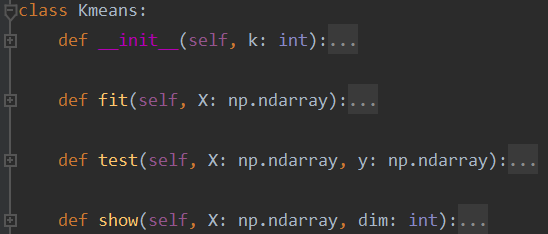 class Kmeans:
def __init__(self, k: int):...
def fit(self, X: np.ndarray):...
def test(self, X: np.ndarray, y: np.ndarray):...
def show(self, X: np.ndarray, dim: int):...